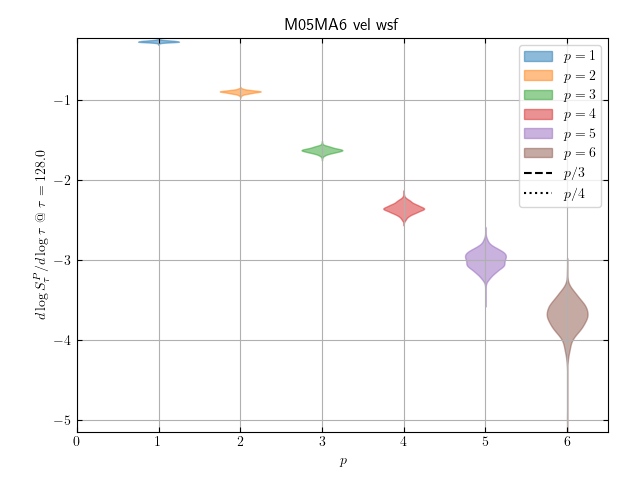 M05MA6 vel wsf
d log S_τ^P / d log τ @ τ = 128.0
−1
−2
−3
−4
−5
0 1 2 3 4 5 6
p
p = 1
p = 2
p = 3
p = 4
p = 5
p = 6
p/3
p/4